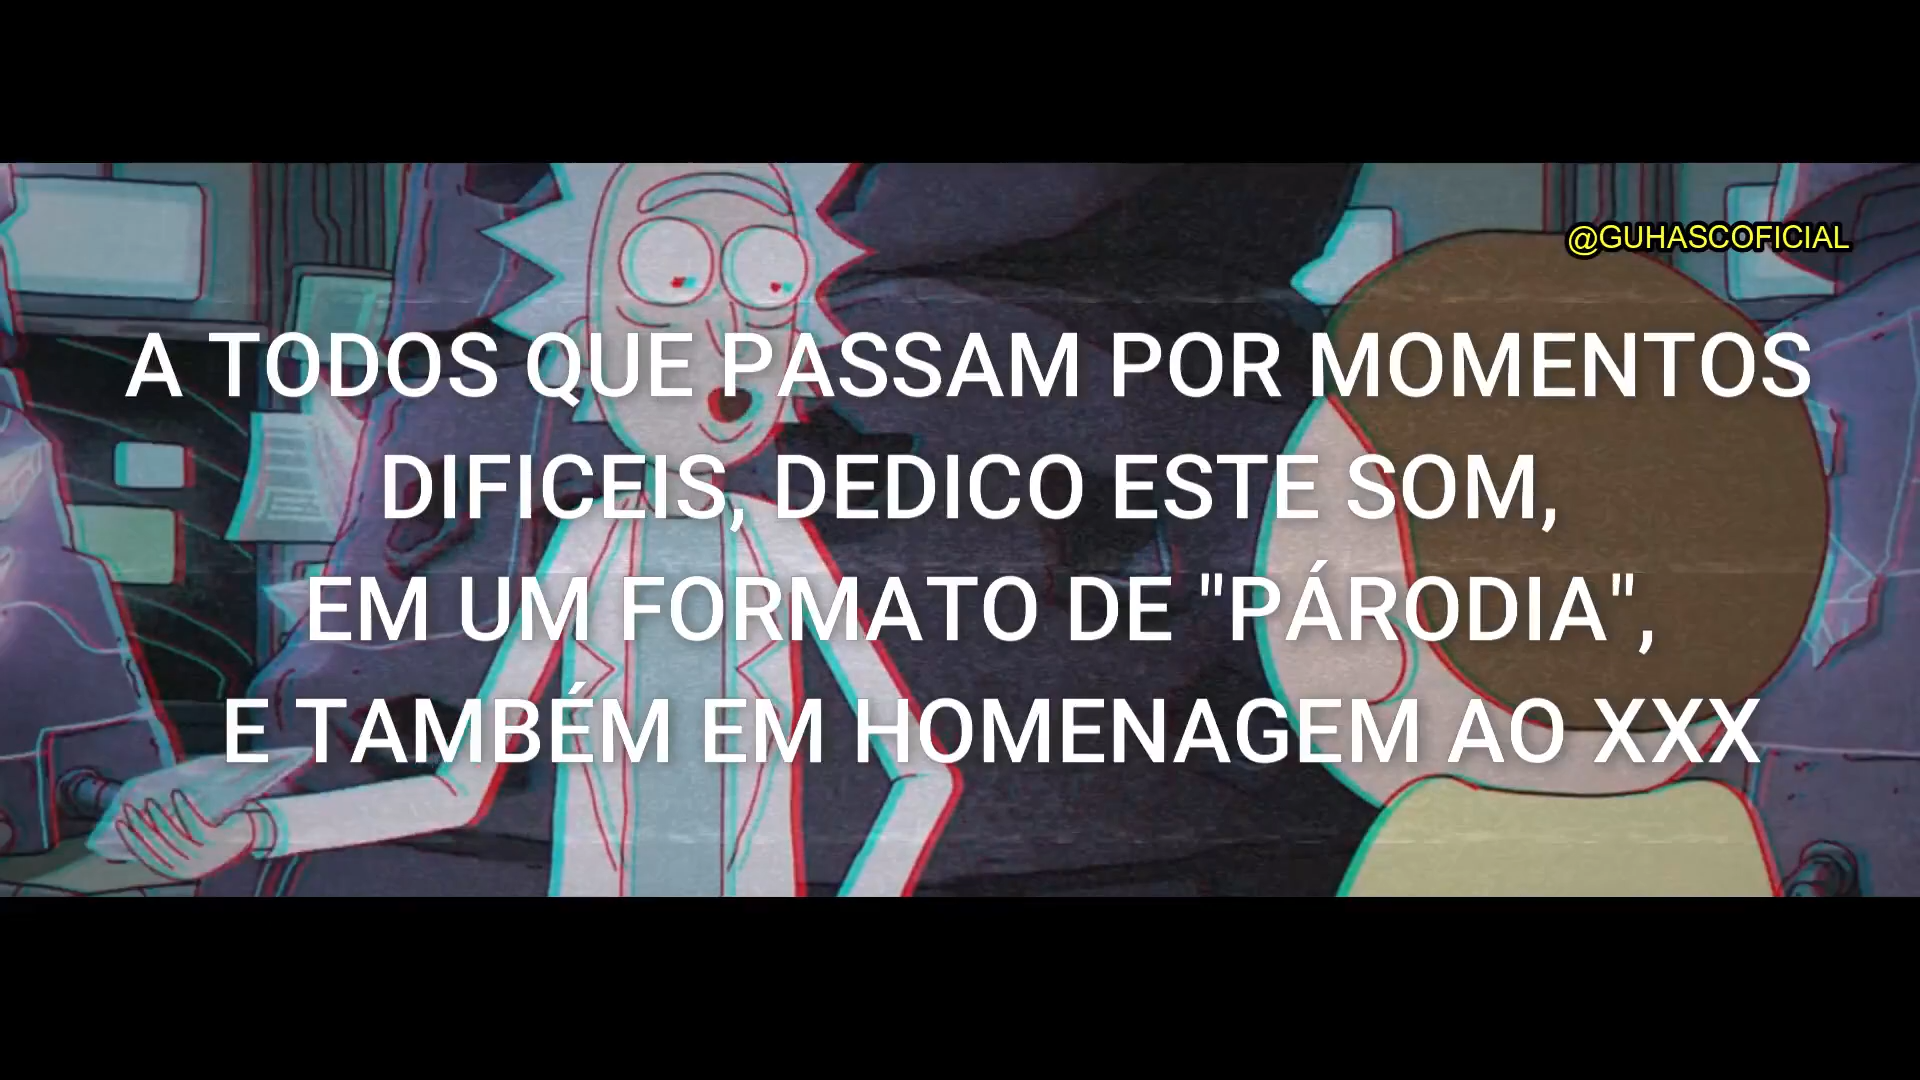 @GUHASCOFICIAL
A TODOS QUE PASSAM POR MOMENTOS
DIFICEIS, DEDICO ESTE SOM,
EM UM FORMATO DE "PÁRODIA",
E TAMBÉM EM HOMENAGEM AO XXX